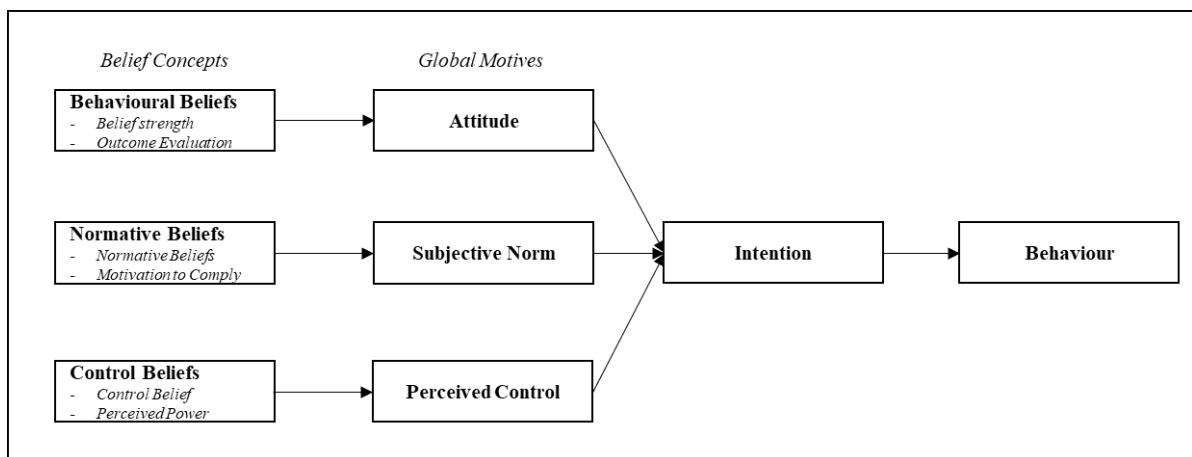 Belief Concepts
Global Motives
Behavioural Beliefs
- Belief strength
- Outcome Evaluation
Attitude
Normative Beliefs
- Normative Beliefs
- Motivation to Comply
Subjective Norm
Intention
Behaviour
Control Beliefs
- Control Belief
- Perceived Power
Perceived Control